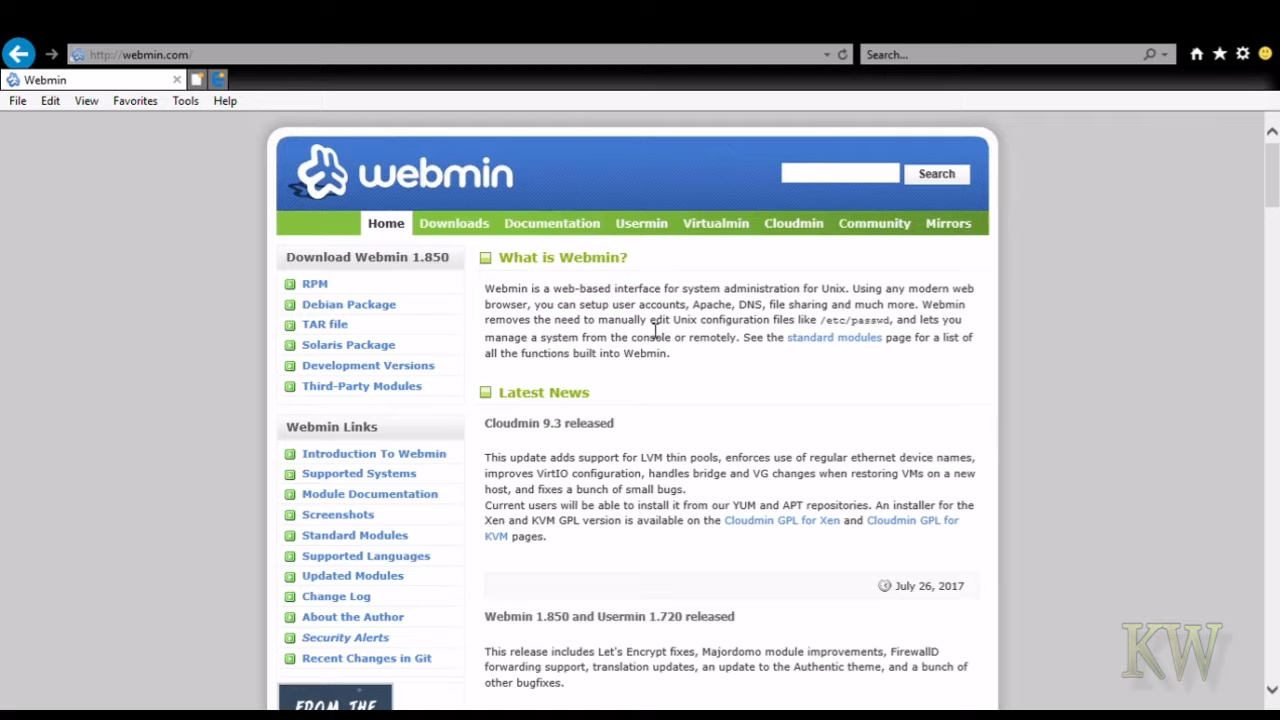 http://webmin.com/
Search...
Webmin
File Edit View Favorites Tools Help
webmin
Search
Home Downloads Documentation Usermin Virtualmin Cloudmin Community Mirrors
Download Webmin 1.850
RPM
Debian Package
TAR file
Solaris Package
Development Versions
Third-Party Modules
Webmin Links
Introduction To Webmin
Supported Systems
Module Documentation
Screenshots
Standard Modules
Supported Languages
Updated Modules
Change Log
About the Author
Security Alerts
Recent Changes in Git
FROM THE
What is Webmin?
Webmin is a web-based interface for system administration for Unix. Using any modern web
browser, you can setup user accounts, Apache, DNS, file sharing and much more. Webmin
removes the need to manually edit Unix configuration files like /etc/passwd, and lets you
manage a system from the console or remotely. See the standard modules page for a list of
all the functions built into Webmin.
Latest News
Cloudmin 9.3 released
This update adds support for LVM thin pools, enforces use of regular ethernet device names,
improves VirtIO configuration, handles bridge and VG changes when restoring VMs on a new
host, and fixes a bunch of small bugs.
Current users will be able to install it from our YUM and APT repositories. An installer for the
Xen and KVM GPL version is available on the Cloudmin GPL for Xen and Cloudmin GPL for
KVM pages.
July 26, 2017
Webmin 1.850 and Usermin 1.720 released
This release includes Let's Encrypt fixes, Majordomo module improvements, FirewallD
forwarding support, translation updates, an update to the Authentic theme, and a bunch of
other bugfixes.
KW